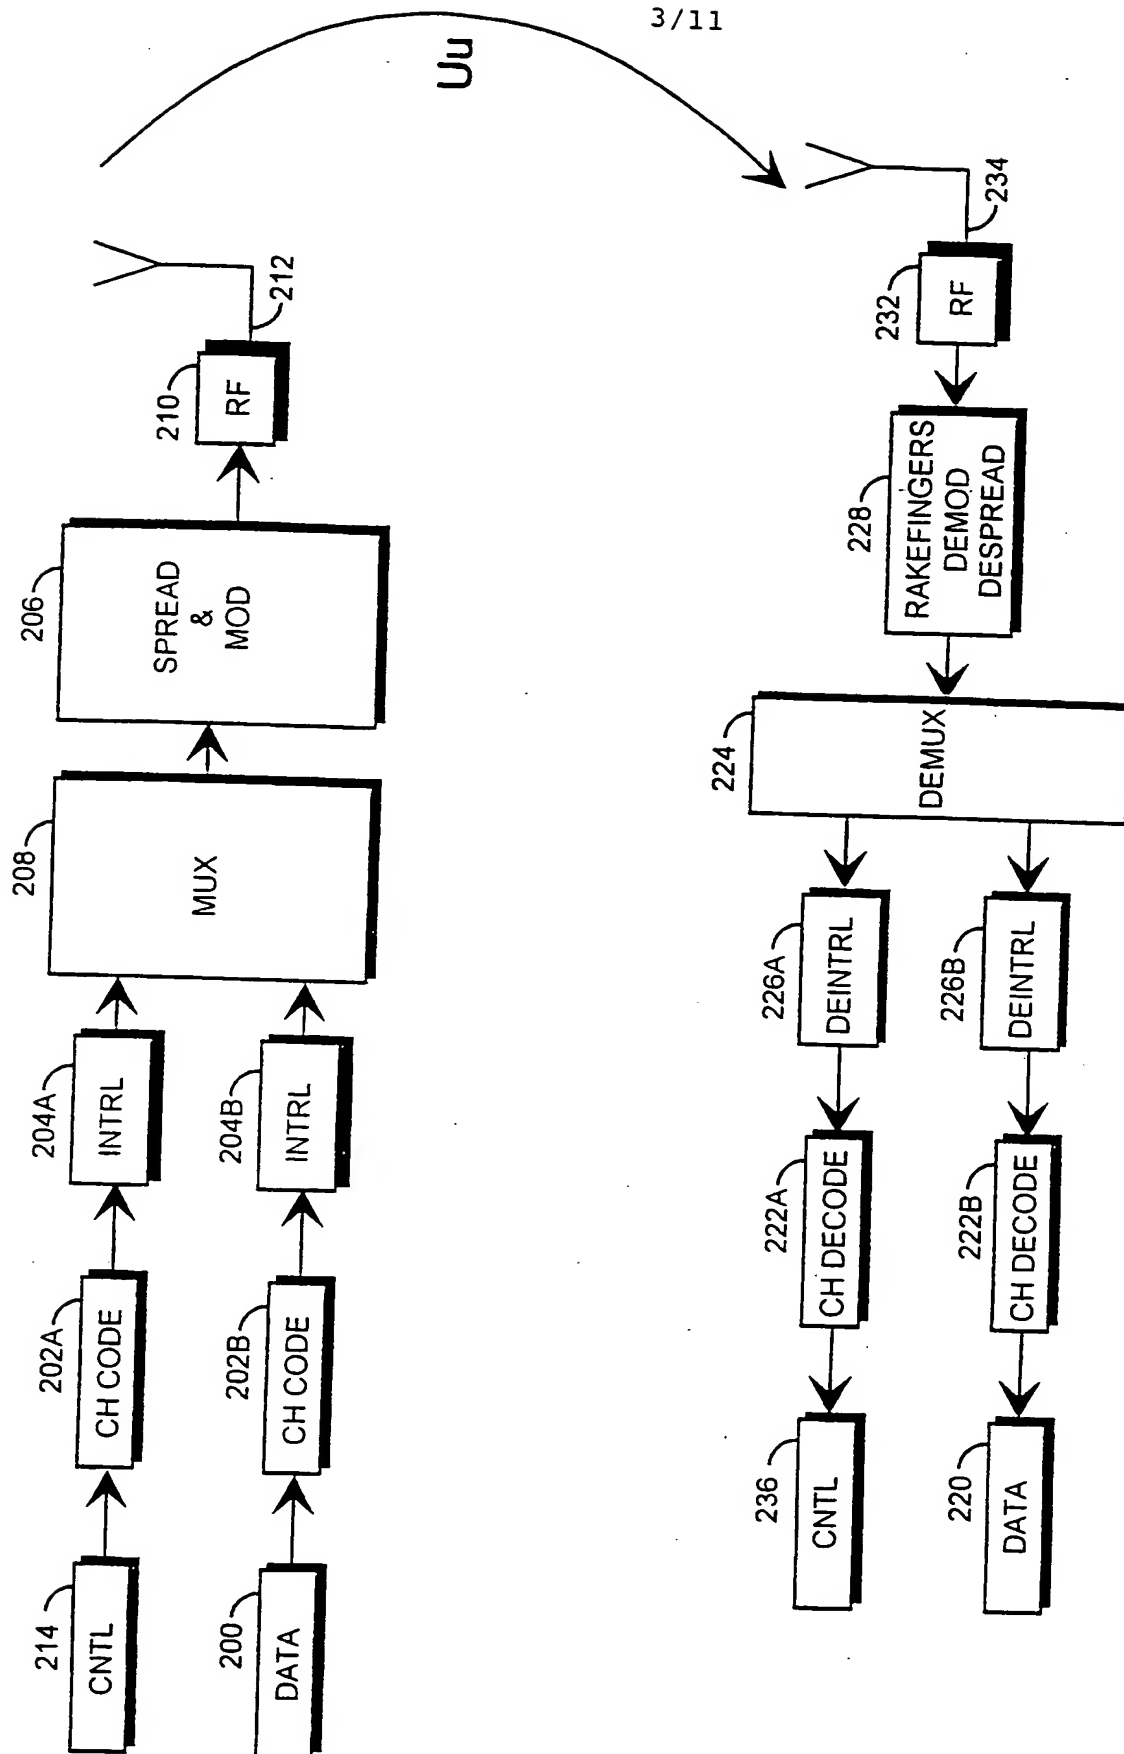 3/11
Uu
214
CNTL
202A
CH CODE
204A
INTRL
200
DATA
202B
CH CODE
204B
INTRL
208
MUX
206
SPREAD
&
MOD
210
RF
212
234
232
RF
228
RAKEFINGERS
DEMOD
DESPREAD
224
DEMUX
226A
DEINTRL
222A
CH DECODE
236
CNTL
226B
DEINTRL
222B
CH DECODE
220
DATA